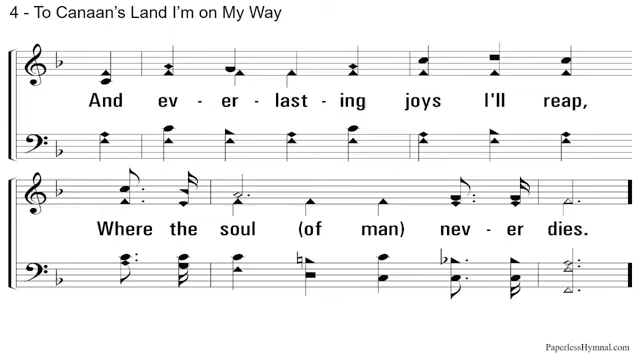 4 - To Canaan's Land I'm on My Way
And ev - er - last - ing joys I'll reap,
Where the soul (of man) nev - er dies.
PaperlessHymnal.com